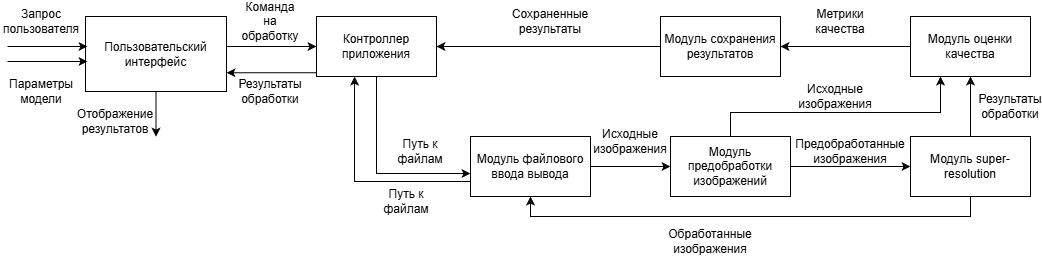 Запрос
пользователя
Параметры
модели
Пользовательский
интерфейс
Отображение
результатов
Команда
на
обработку
Результаты
обработки
Контроллер
приложения
Сохраненные
результаты
Модуль сохранения
результатов
Метрики
качества
Модуль оценки
качества
Исходные
изображения
Результаты
обработки
Путь к
файлам
Путь к
файлам
Модуль файлового
ввода вывода
Исходные
изображения
Модуль
предобработки
изображений
Предобработанные
изображения
Модуль super-
resolution
Обработанные
изображения